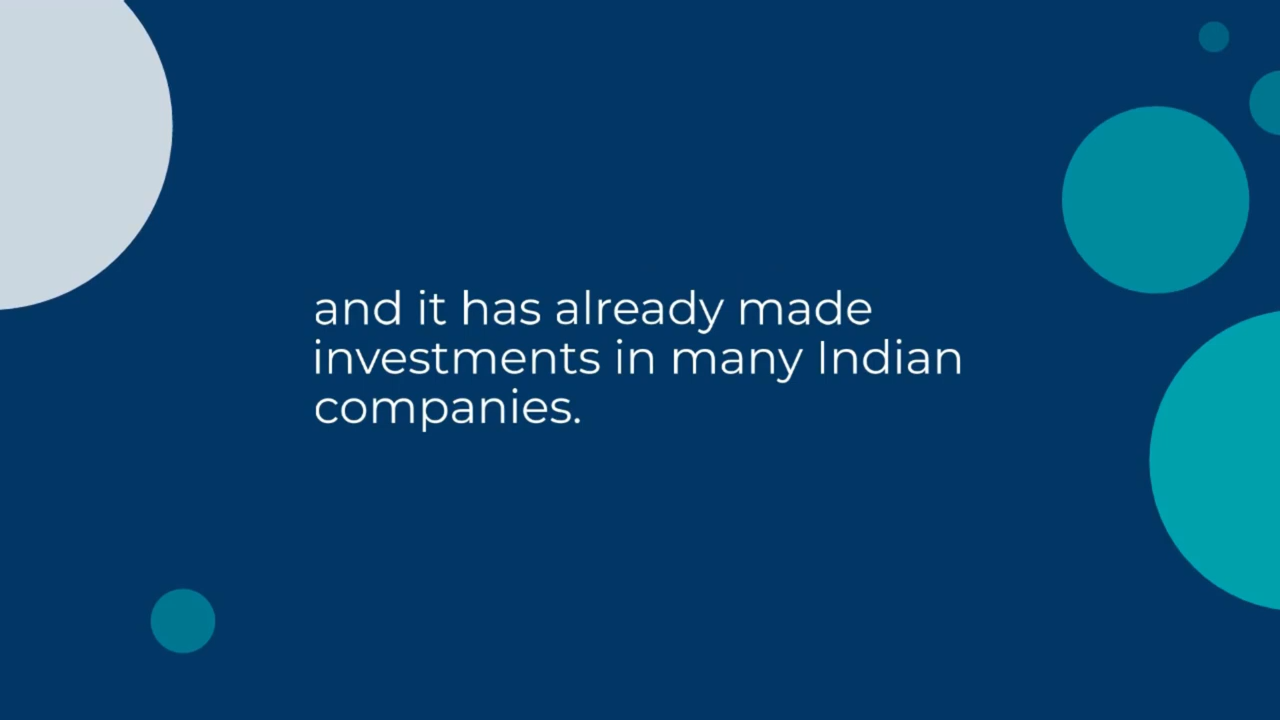 and it has already made
investments in many Indian
companies.